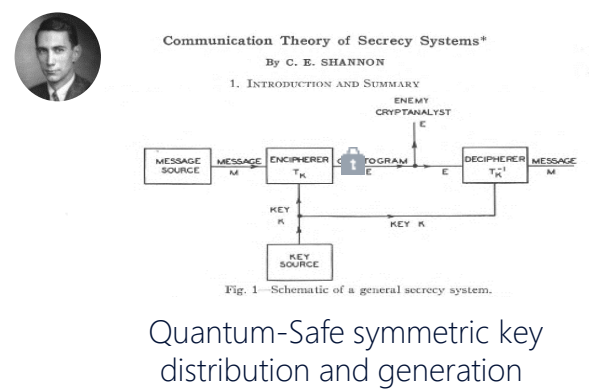 Communication Theory of Secrecy Systems*
By C. E. SHANNON
1. INTRODUCTION AND SUMMARY
ENEMY
CRYPTANALYST
E
MESSAGE
SOURCE
MESSAGE
M
ENCIPHERER
TK
t
E
E
DECIPHERER
TK-1
MESSAGE
M
KEY
K
KEY K
KEY
SOURCE
Fig. 1—Schematic of a general secrecy system.
Quantum-Safe symmetric key
distribution and generation